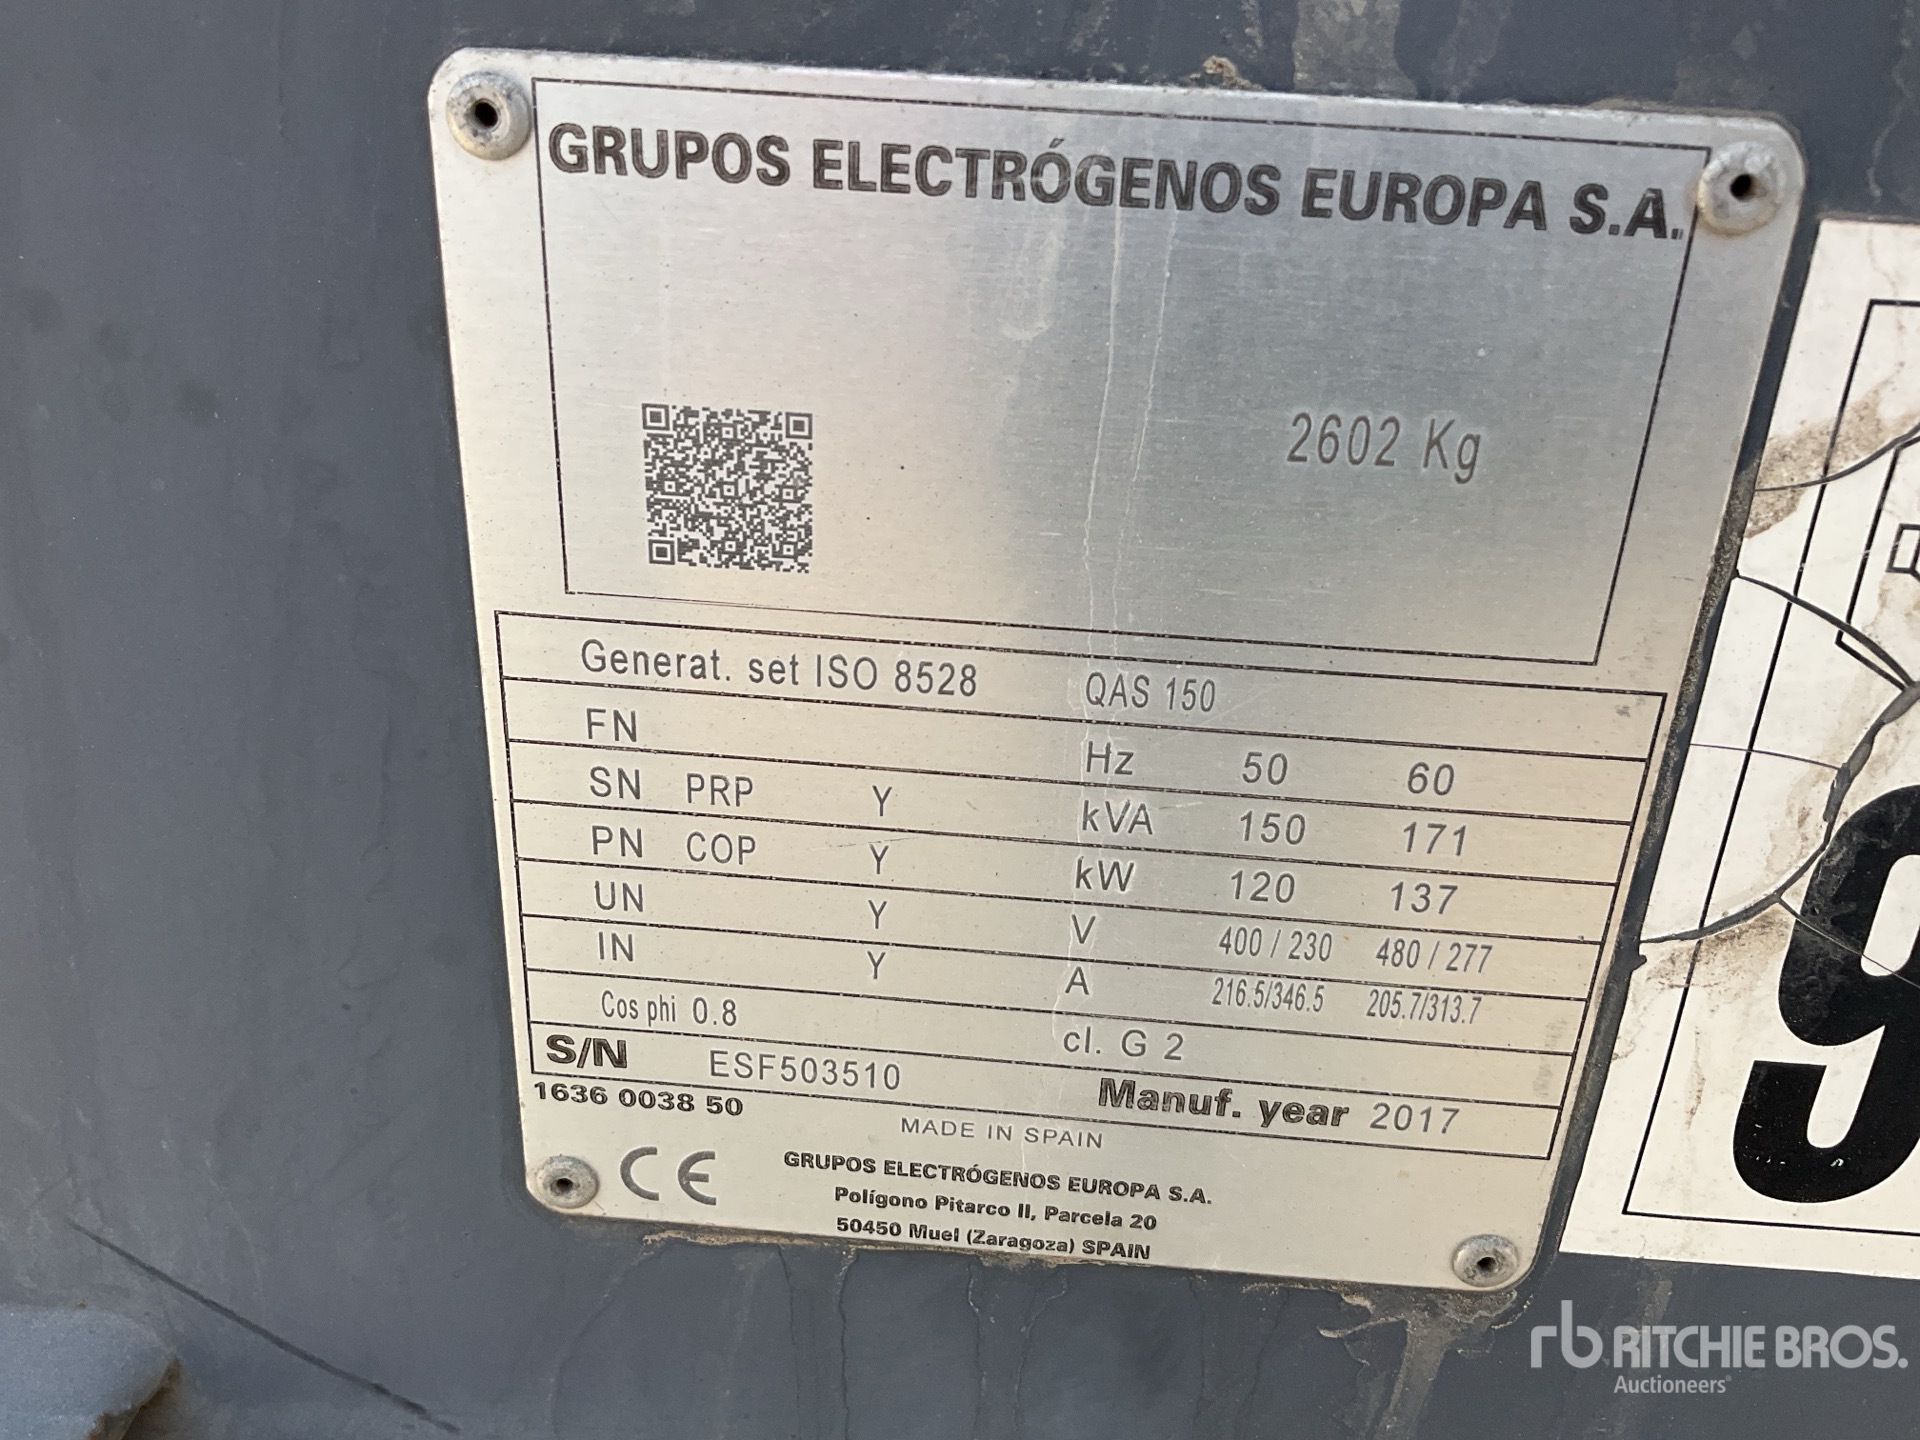 GRUPOS ELECTRÓGENOS EUROPA S.A.
2602 Kg
Generat. set ISO 8528 QAS 150
FN Hz 50 60
SN PRP Y kVA 150 171
PN COP Y kW 120 137
UN Y V 400 / 230 480 / 277
IN Y A 216.5/346.5 205.7/313.7
Cos phi 0.8 cl. G 2
S/N ESF503510 Manuf. year 2017
1636 0038 50
MADE IN SPAIN
CE
GRUPOS ELECTRÓGENOS EUROPA S.A.
Polígono Pitarco II, Parcela 20
50450 Muel (Zaragoza) SPAIN
9
rb RITCHIE BROS.
Auctioneers